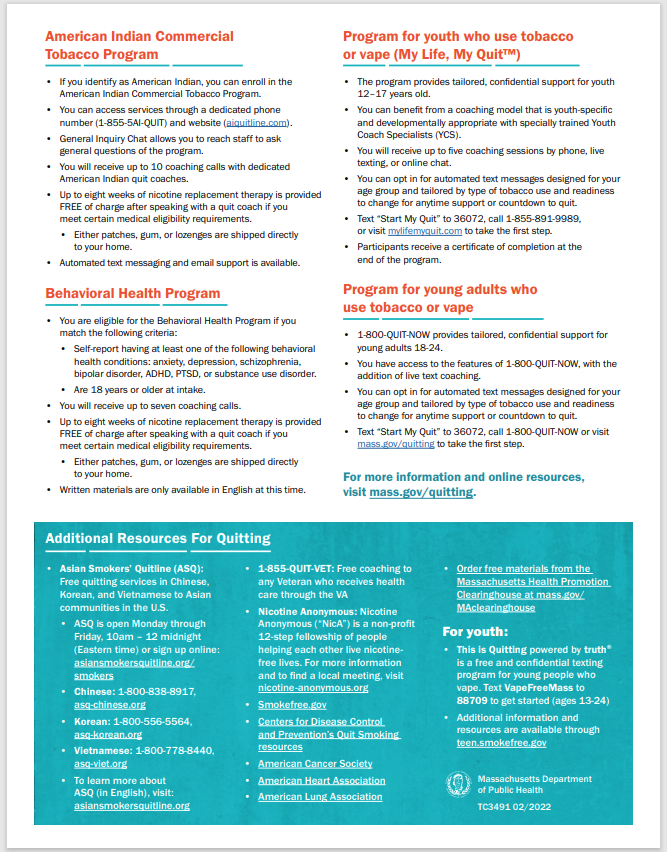 American Indian Commercial
Tobacco Program
• If you identify as American Indian, you can enroll in the
American Indian Commercial Tobacco Program.
• You can access services through a dedicated phone
number (1-855-5AI-QUIT) and website (aiquitline.com).
• General Inquiry Chat allows you to reach staff to ask
general questions of the program.
• You will receive up to 10 coaching calls with dedicated
American Indian quit coaches.
• Up to eight weeks of nicotine replacement therapy is provided
FREE of charge after speaking with a quit coach if you
meet certain medical eligibility requirements.
• Either patches, gum, or lozenges are shipped directly
to your home.
• Automated text messaging and email support is available.
Behavioral Health Program
• You are eligible for the Behavioral Health Program if you
match the following criteria:
• Self-report having at least one of the following behavioral
health conditions: anxiety, depression, schizophrenia,
bipolar disorder, ADHD, PTSD, or substance use disorder.
• Are 18 years or older at intake.
• You will receive up to seven coaching calls.
• Up to eight weeks of nicotine replacement therapy is provided
FREE of charge after speaking with a quit coach if you
meet certain medical eligibility requirements.
• Either patches, gum, or lozenges are shipped directly
to your home.
• Written materials are only available in English at this time.
Program for youth who use tobacco
or vape (My Life, My Quit™)
• The program provides tailored, confidential support for youth
12–17 years old.
• You can benefit from a coaching model that is youth-specific
and developmentally appropriate with specially trained Youth
Coach Specialists (YCS).
• You will receive up to five coaching sessions by phone, live
texting, or online chat.
• You can opt in for automated text messages designed for your
age group and tailored by type of tobacco use and readiness
to change for anytime support or countdown to quit.
• Text “Start My Quit” to 36072, call 1-855-891-9989,
or visit mylifemyquit.com to take the first step.
• Participants receive a certificate of completion at the
end of the program.
Program for young adults who
use tobacco or vape
• 1-800-QUIT-NOW provides tailored, confidential support for
young adults 18-24.
• You have access to the features of 1-800-QUIT-NOW, with the
addition of live text coaching.
• You can opt in for automated text messages designed for your
age group and tailored by type of tobacco use and readiness
to change for anytime support or countdown to quit.
• Text “Start My Quit” to 36072, call 1-800-QUIT-NOW or visit
mass.gov/quitting to take the first step.
For more information and online resources,
visit mass.gov/quitting.
Additional Resources For Quitting
• Asian Smokers’ Quitline (ASQ):
Free quitting services in Chinese,
Korean, and Vietnamese to Asian
communities in the U.S.
• ASQ is open Monday through
Friday, 10am – 12 midnight
(Eastern time) or sign up online:
asiansmokersquitline.org/
smokers
• Chinese: 1-800-838-8917,
asq-chinese.org
• Korean: 1-800-556-5564,
asq-korean.org
• Vietnamese: 1-800-778-8440,
asq-viet.org
• To learn more about
ASQ (in English), visit:
asiansmokersquitline.org
• 1-855-QUIT-VET: Free coaching to
any Veteran who receives health
care through the VA
• Nicotine Anonymous: Nicotine
Anonymous (“NicA”) is a non-profit
12-step fellowship of people
helping each other live nicotine-
free lives. For more information
and to find a local meeting, visit
nicotine-anonymous.org
• Smokefree.gov
• Centers for Disease Control
and Prevention’s Quit Smoking
resources
• American Cancer Society
• American Heart Association
• American Lung Association
• Order free materials from the
Massachusetts Health Promotion
Clearinghouse at mass.gov/
MAclearinghouse
For youth:
• This is Quitting powered by truth®
is a free and confidential texting
program for young people who
vape. Text VapeFreeMass to
88709 to get started (ages 13-24)
• Additional information and
resources are available through
teen.smokefree.gov
Massachusetts Department
of Public Health
TC3491 02/2022